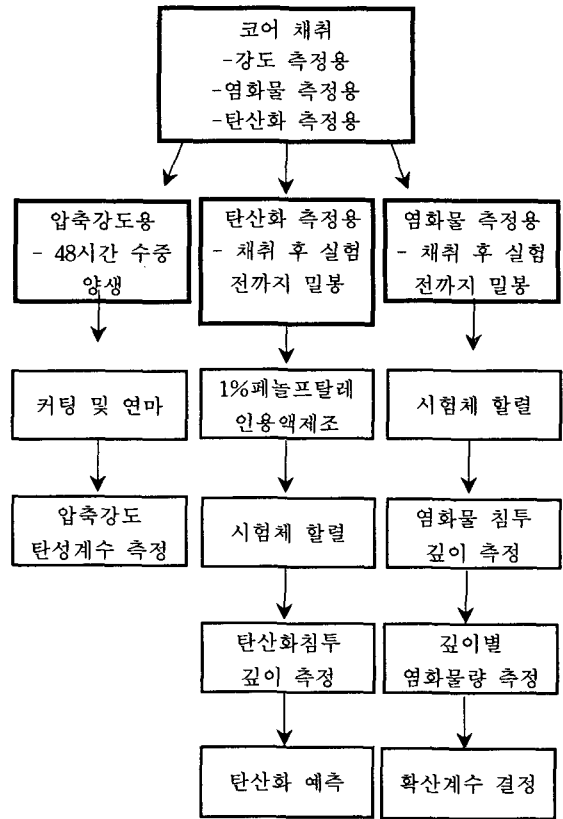 코어 채취
-강도 측정용
-염화물 측정용
-탄산화 측정용
압축강도용
- 48시간 수중
양생
탄산화 측정용
- 채취 후 실험
전까지 밀봉
염화물 측정용
- 채취 후 실험
전까지 밀봉
커팅 및 연마
1%페놀프탈레
인용액제조
시험체 할렬
압축강도
탄성계수 측정
시험체 할렬
염화물 침투
깊이 측정
탄산화침투
깊이 측정
깊이별
염화물량 측정
탄산화 예측
확산계수 결정